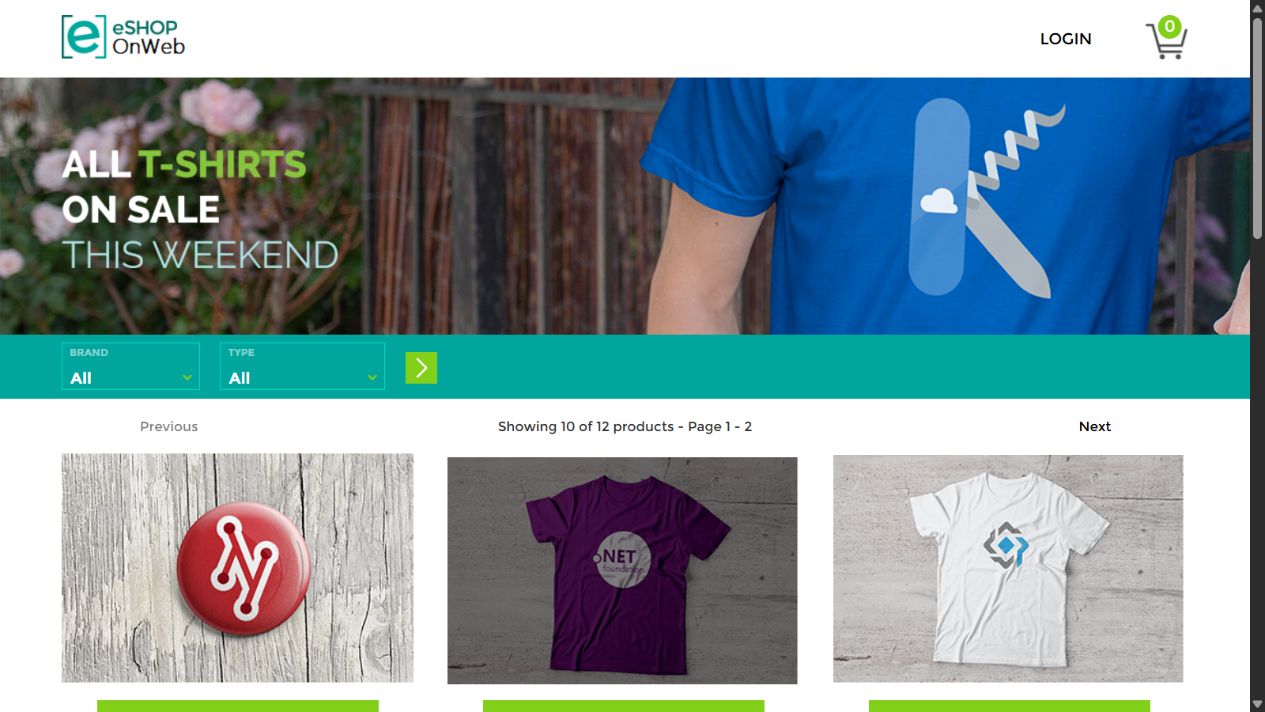 eSHOP
OnWeb
LOGIN
0
ALL T-SHIRTS
ON SALE
THIS WEEKEND
BRAND
All
TYPE
All
Previous
Showing 10 of 12 products - Page 1 - 2
Next
NET
foundation